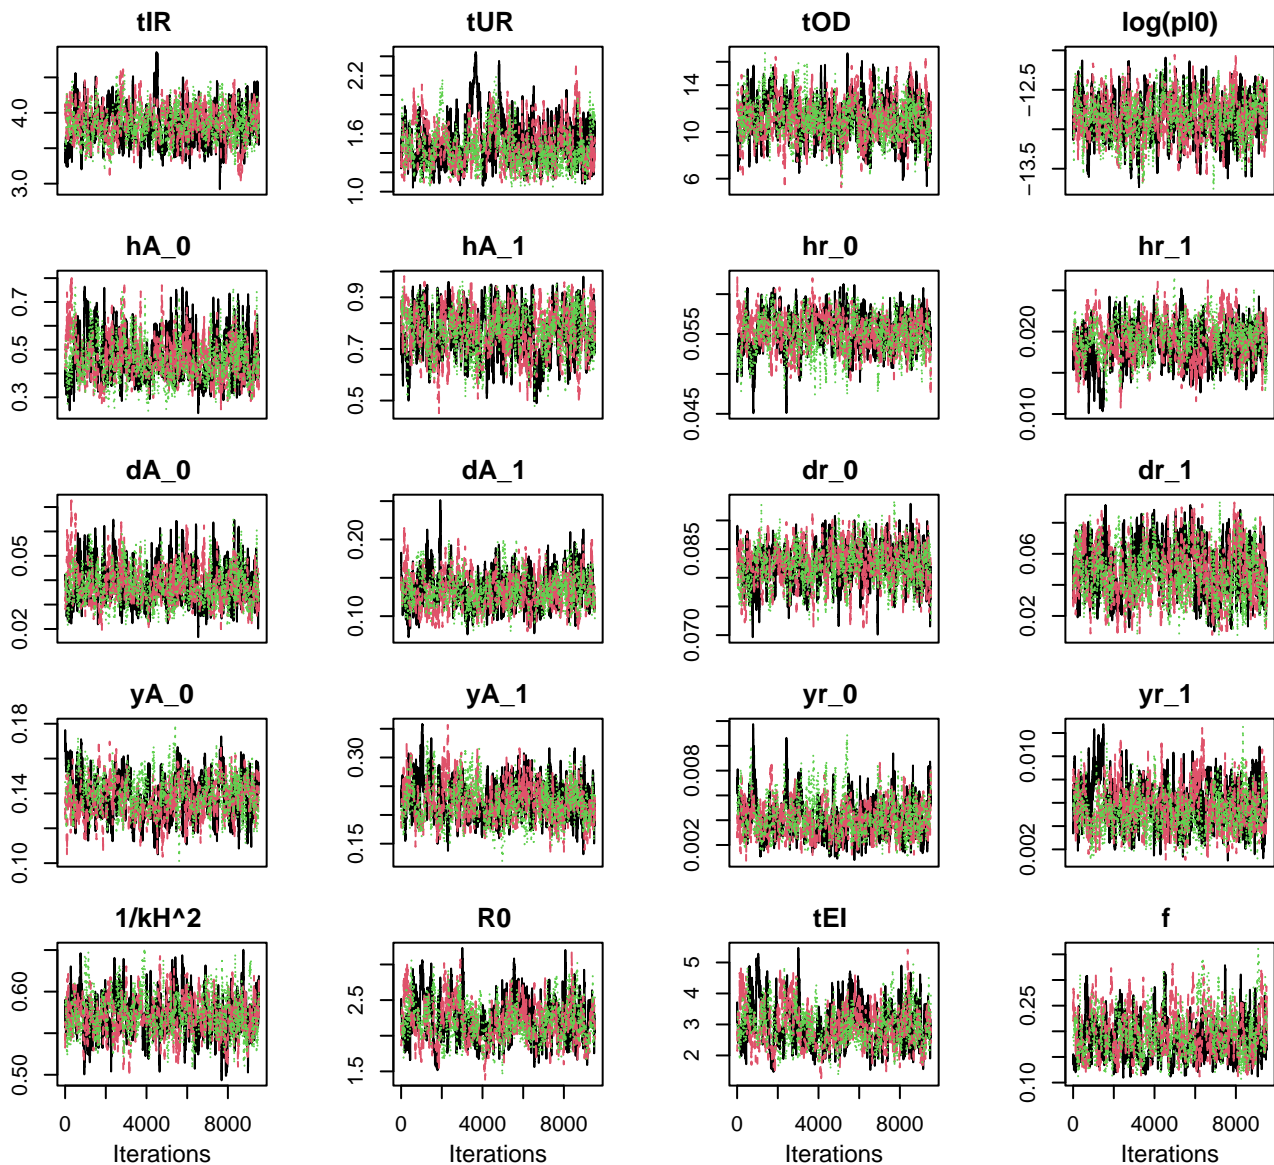 tIR tUR tOD log(pI0)
3.0 4.0
1.0 1.6 2.2
6 10 14
−13.5 −12.5
hA_0 hA_1 hr_0 hr_1
0.3 0.5 0.7
0.5 0.7 0.9
0.045 0.055
0.010 0.020
dA_0 dA_1 dr_0 dr_1
0.02 0.05
0.10 0.20
0.070 0.085
0.02 0.06
yA_0 yA_1 yr_0 yr_1
0.10 0.14 0.18
0.15 0.30
0.002 0.008
0.002 0.010
1/kH^2 R0 tEI f
0.50 0.60
1.5 2.5
2 3 4 5
0.10 0.25
0 4000 8000 0 4000 8000 0 4000 8000 0 4000 8000
Iterations Iterations Iterations Iterations